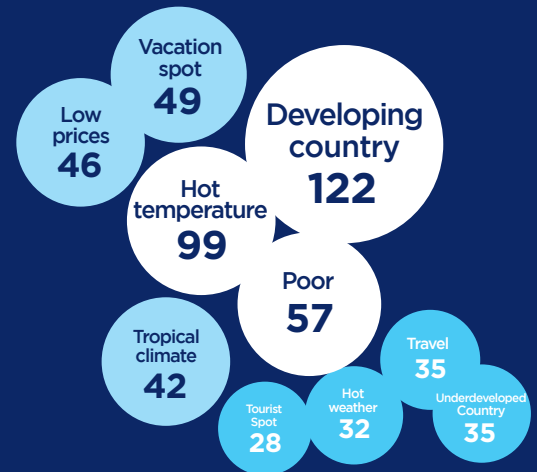 Vacation
spot
49
Low
prices
46
Developing
country
122
Hot
temperature
99
Poor
57
Tropical
climate
42
Travel
35
Hot
weather
32
Underdeveloped
Country
35
Tourist
Spot
28